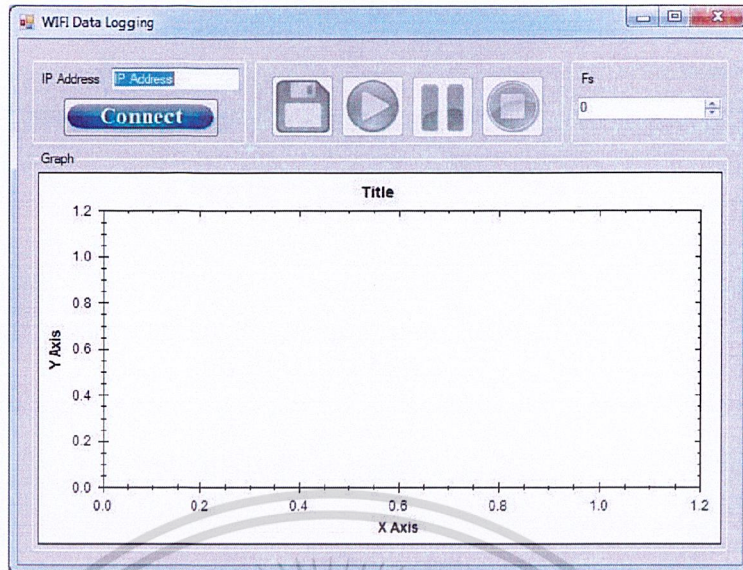 WIFI Data Logging
IP Address IP Address
Connect
Fs
0
Graph
Title
1.2
1.0
0.8
0.6
0.4
0.2
0.0
Y Axis
0.0 0.2 0.4 0.6 0.8 1.0 1.2
X Axis